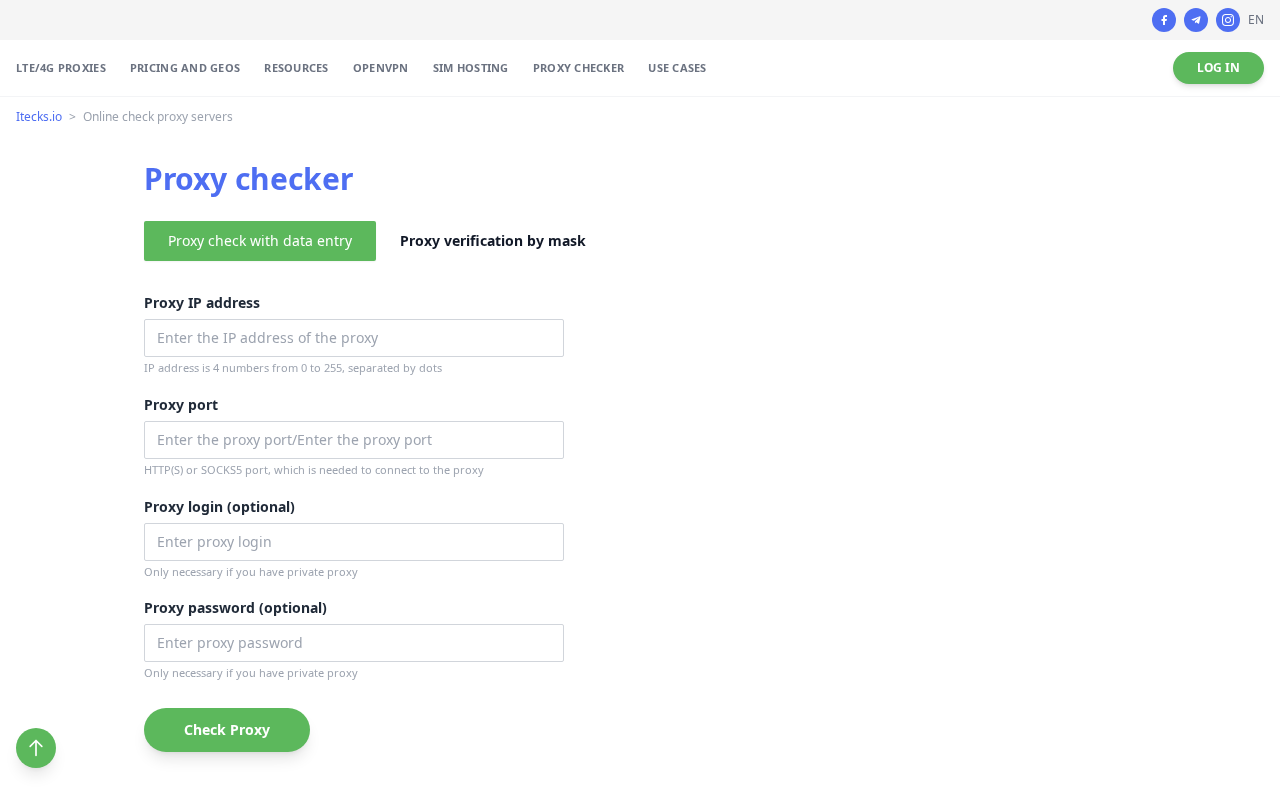 EN
LTE/4G PROXIES PRICING AND GEOS RESOURCES OPENVPN SIM HOSTING PROXY CHECKER USE CASES LOG IN
Itecks.io > Online check proxy servers
Proxy checker
Proxy check with data entry Proxy verification by mask
Proxy IP address
Enter the IP address of the proxy
IP address is 4 numbers from 0 to 255, separated by dots
Proxy port
Enter the proxy port/Enter the proxy port
HTTP(S) or SOCKS5 port, which is needed to connect to the proxy
Proxy login (optional)
Enter proxy login
Only necessary if you have private proxy
Proxy password (optional)
Enter proxy password
Only necessary if you have private proxy
Check Proxy